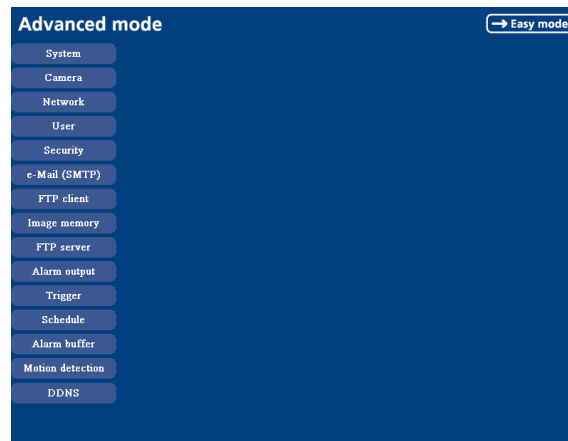 Advanced mode
→ Easy mode
System
Camera
Network
User
Security
e-Mail (SMTP)
FTP client
Image memory
FTP server
Alarm output
Trigger
Schedule
Alarm buffer
Motion detection
DDNS